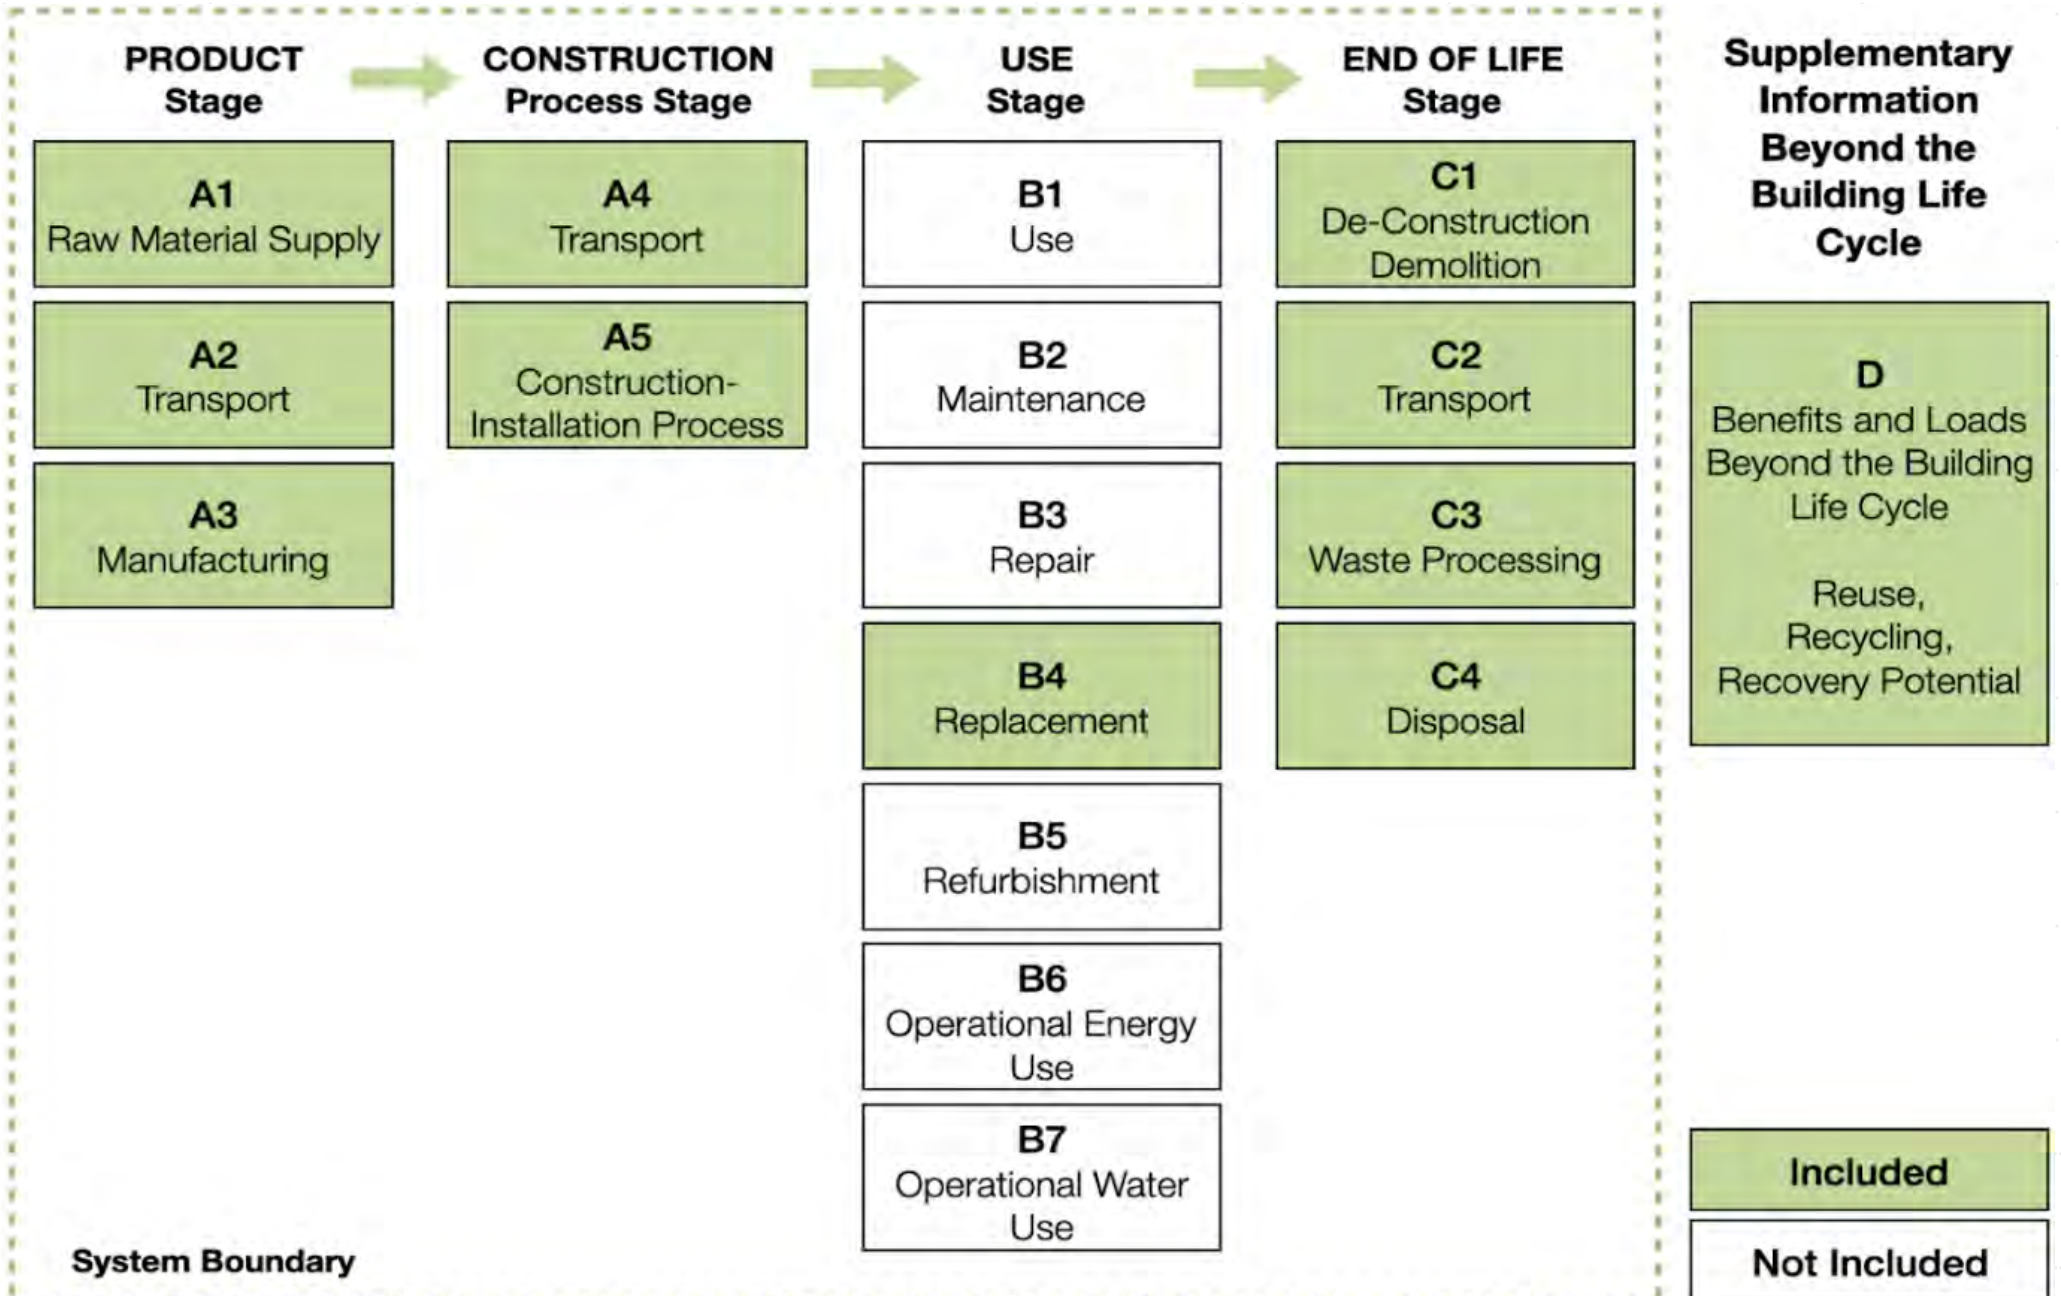 PRODUCT
Stage
A1
Raw Material Supply
A2
Transport
A3
Manufacturing
CONSTRUCTION
Process Stage
A4
Transport
A5
Construction-
Installation Process
USE
Stage
B1
Use
B2
Maintenance
B3
Repair
B4
Replacement
B5
Refurbishment
B6
Operational Energy
Use
B7
Operational Water
Use
END OF LIFE
Stage
C1
De-Construction
Demolition
C2
Transport
C3
Waste Processing
C4
Disposal
System Boundary
Supplementary
Information
Beyond the
Building Life
Cycle
D
Benefits and Loads
Beyond the Building
Life Cycle
Reuse,
Recycling,
Recovery Potential
Included
Not Included